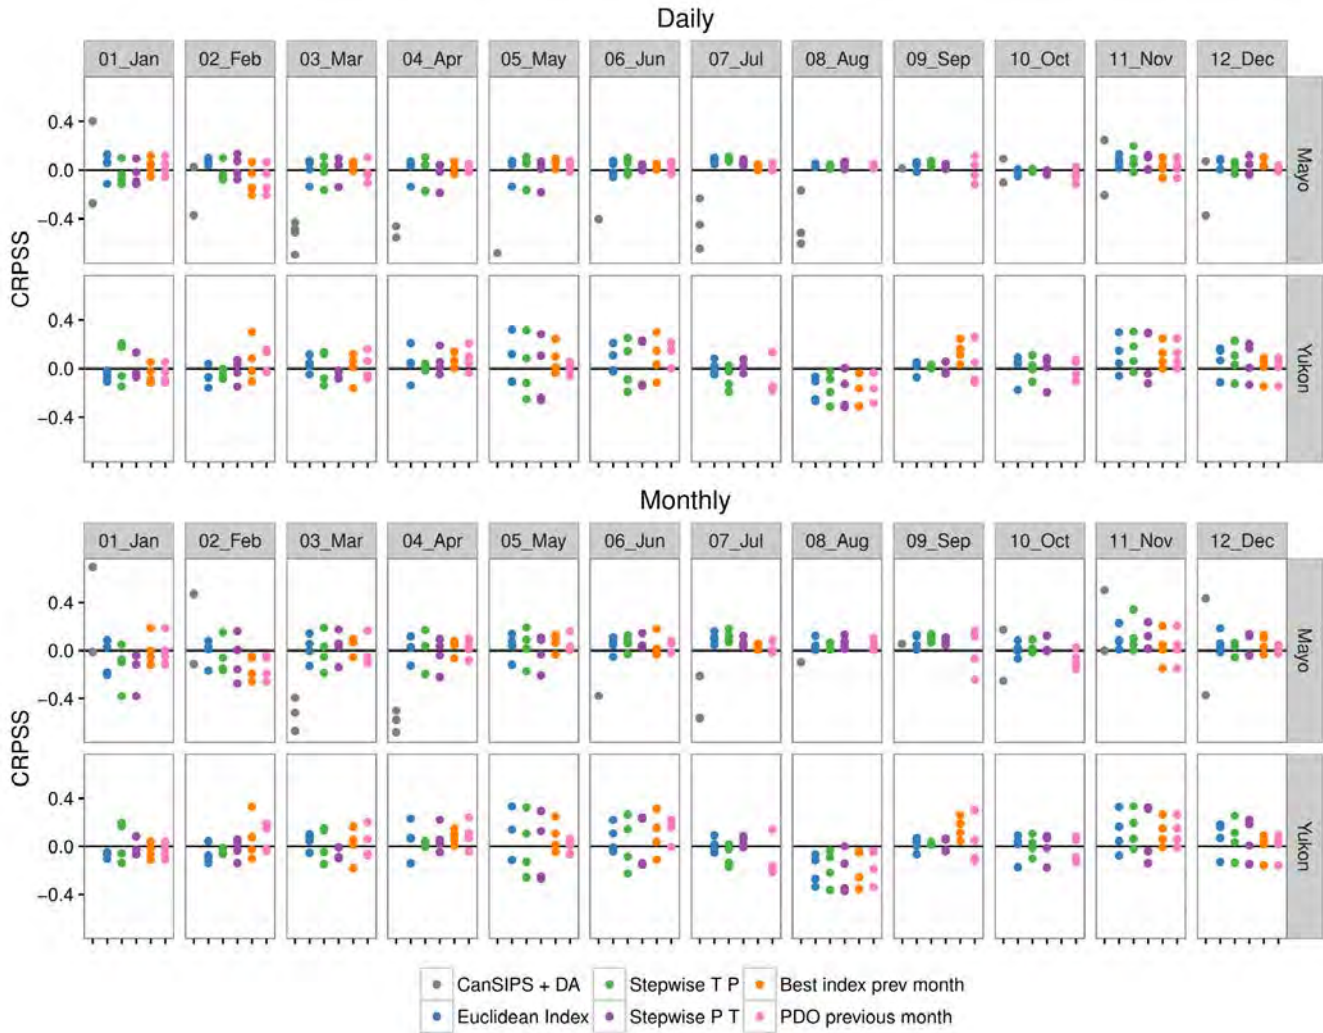 Daily
01_Jan 02_Feb 03_Mar 04_Apr 05_May 06_Jun 07_Jul 08_Aug 09_Sep 10_Oct 11_Nov 12_Dec
0.4
0.0
−0.4
Mayo
CRPSS
0.4
0.0
−0.4
Yukon
Monthly
01_Jan 02_Feb 03_Mar 04_Apr 05_May 06_Jun 07_Jul 08_Aug 09_Sep 10_Oct 11_Nov 12_Dec
0.4
0.0
−0.4
Mayo
CRPSS
0.4
0.0
−0.4
Yukon
CanSIPS + DA Stepwise T P Best index prev month
Euclidean Index Stepwise P T PDO previous month